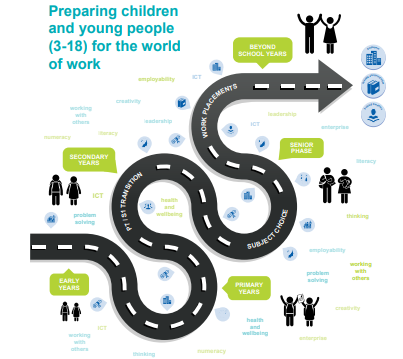 Preparing children
and young people
(3-18) for the world
of work
BEYOND
SCHOOL YEARS
employability
ICT
creativity
WORK PLACEMENTS
working
with
others
leadership
leadership
ICT
enterprise
numeracy
literacy
SECONDARY
YEARS
SENIOR
PHASE
literacy
P7 / S1 TRANSITION
ICT
health
and
wellbeing
problem
solving
thinking
SUBJECT CHOICE
employability
working
with
others
problem
solving
EARLY
YEARS
PRIMARY
YEARS
creativity
health
and
wellbeing
ICT
working
with
others
thinking
numeracy